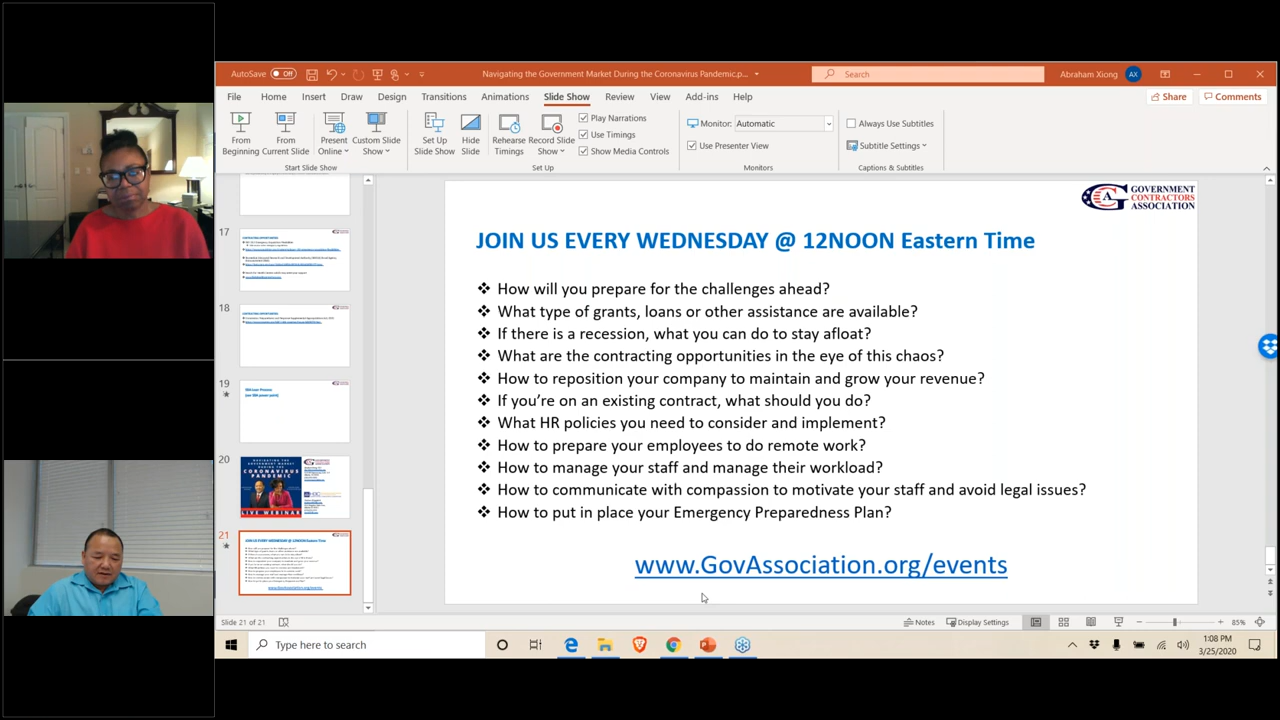 AutoSave Off
Navigating the Government Market During the Coronavirus Pandemic.p...
Search
Abraham Xiong AX
File Home Insert Draw Design Transitions Animations Slide Show Review View Add-ins Help
Share Comments
From Beginning
From Current Slide
Present Online
Custom Slide Show
Start Slide Show
Set Up Slide Show
Hide Slide
Rehearse Timings
Record Slide Show
Play Narrations
Use Timings
Show Media Controls
Set Up
Monitor: Automatic
Use Presenter View
Monitors
Always Use Subtitles
Subtitle Settings
Captions & Subtitles
17
18
19
20
CORONAVIRUS
PANDEMIC
LIVE WEBINAR
21
GOVERNMENT
CONTRACTORS
ASSOCIATION
JOIN US EVERY WEDNESDAY @ 12NOON Eastern Time
❖ How will you prepare for the challenges ahead?
❖ What type of grants, loans or other assistance are available?
❖ If there is a recession, what you can do to stay afloat?
❖ What are the contracting opportunities in the eye of this chaos?
❖ How to reposition your company to maintain and grow your revenue?
❖ If you’re on an existing contract, what should you do?
❖ What HR policies you need to consider and implement?
❖ How to prepare your employees to do remote work?
❖ How to manage your staff and manage their workload?
❖ How to communicate with compassion to motivate your staff and avoid legal issues?
❖ How to put in place your Emergency Preparedness Plan?
www.GovAssociation.org/events
Slide 21 of 21
Notes Display Settings 85%
Type here to search
1:08 PM
3/25/2020